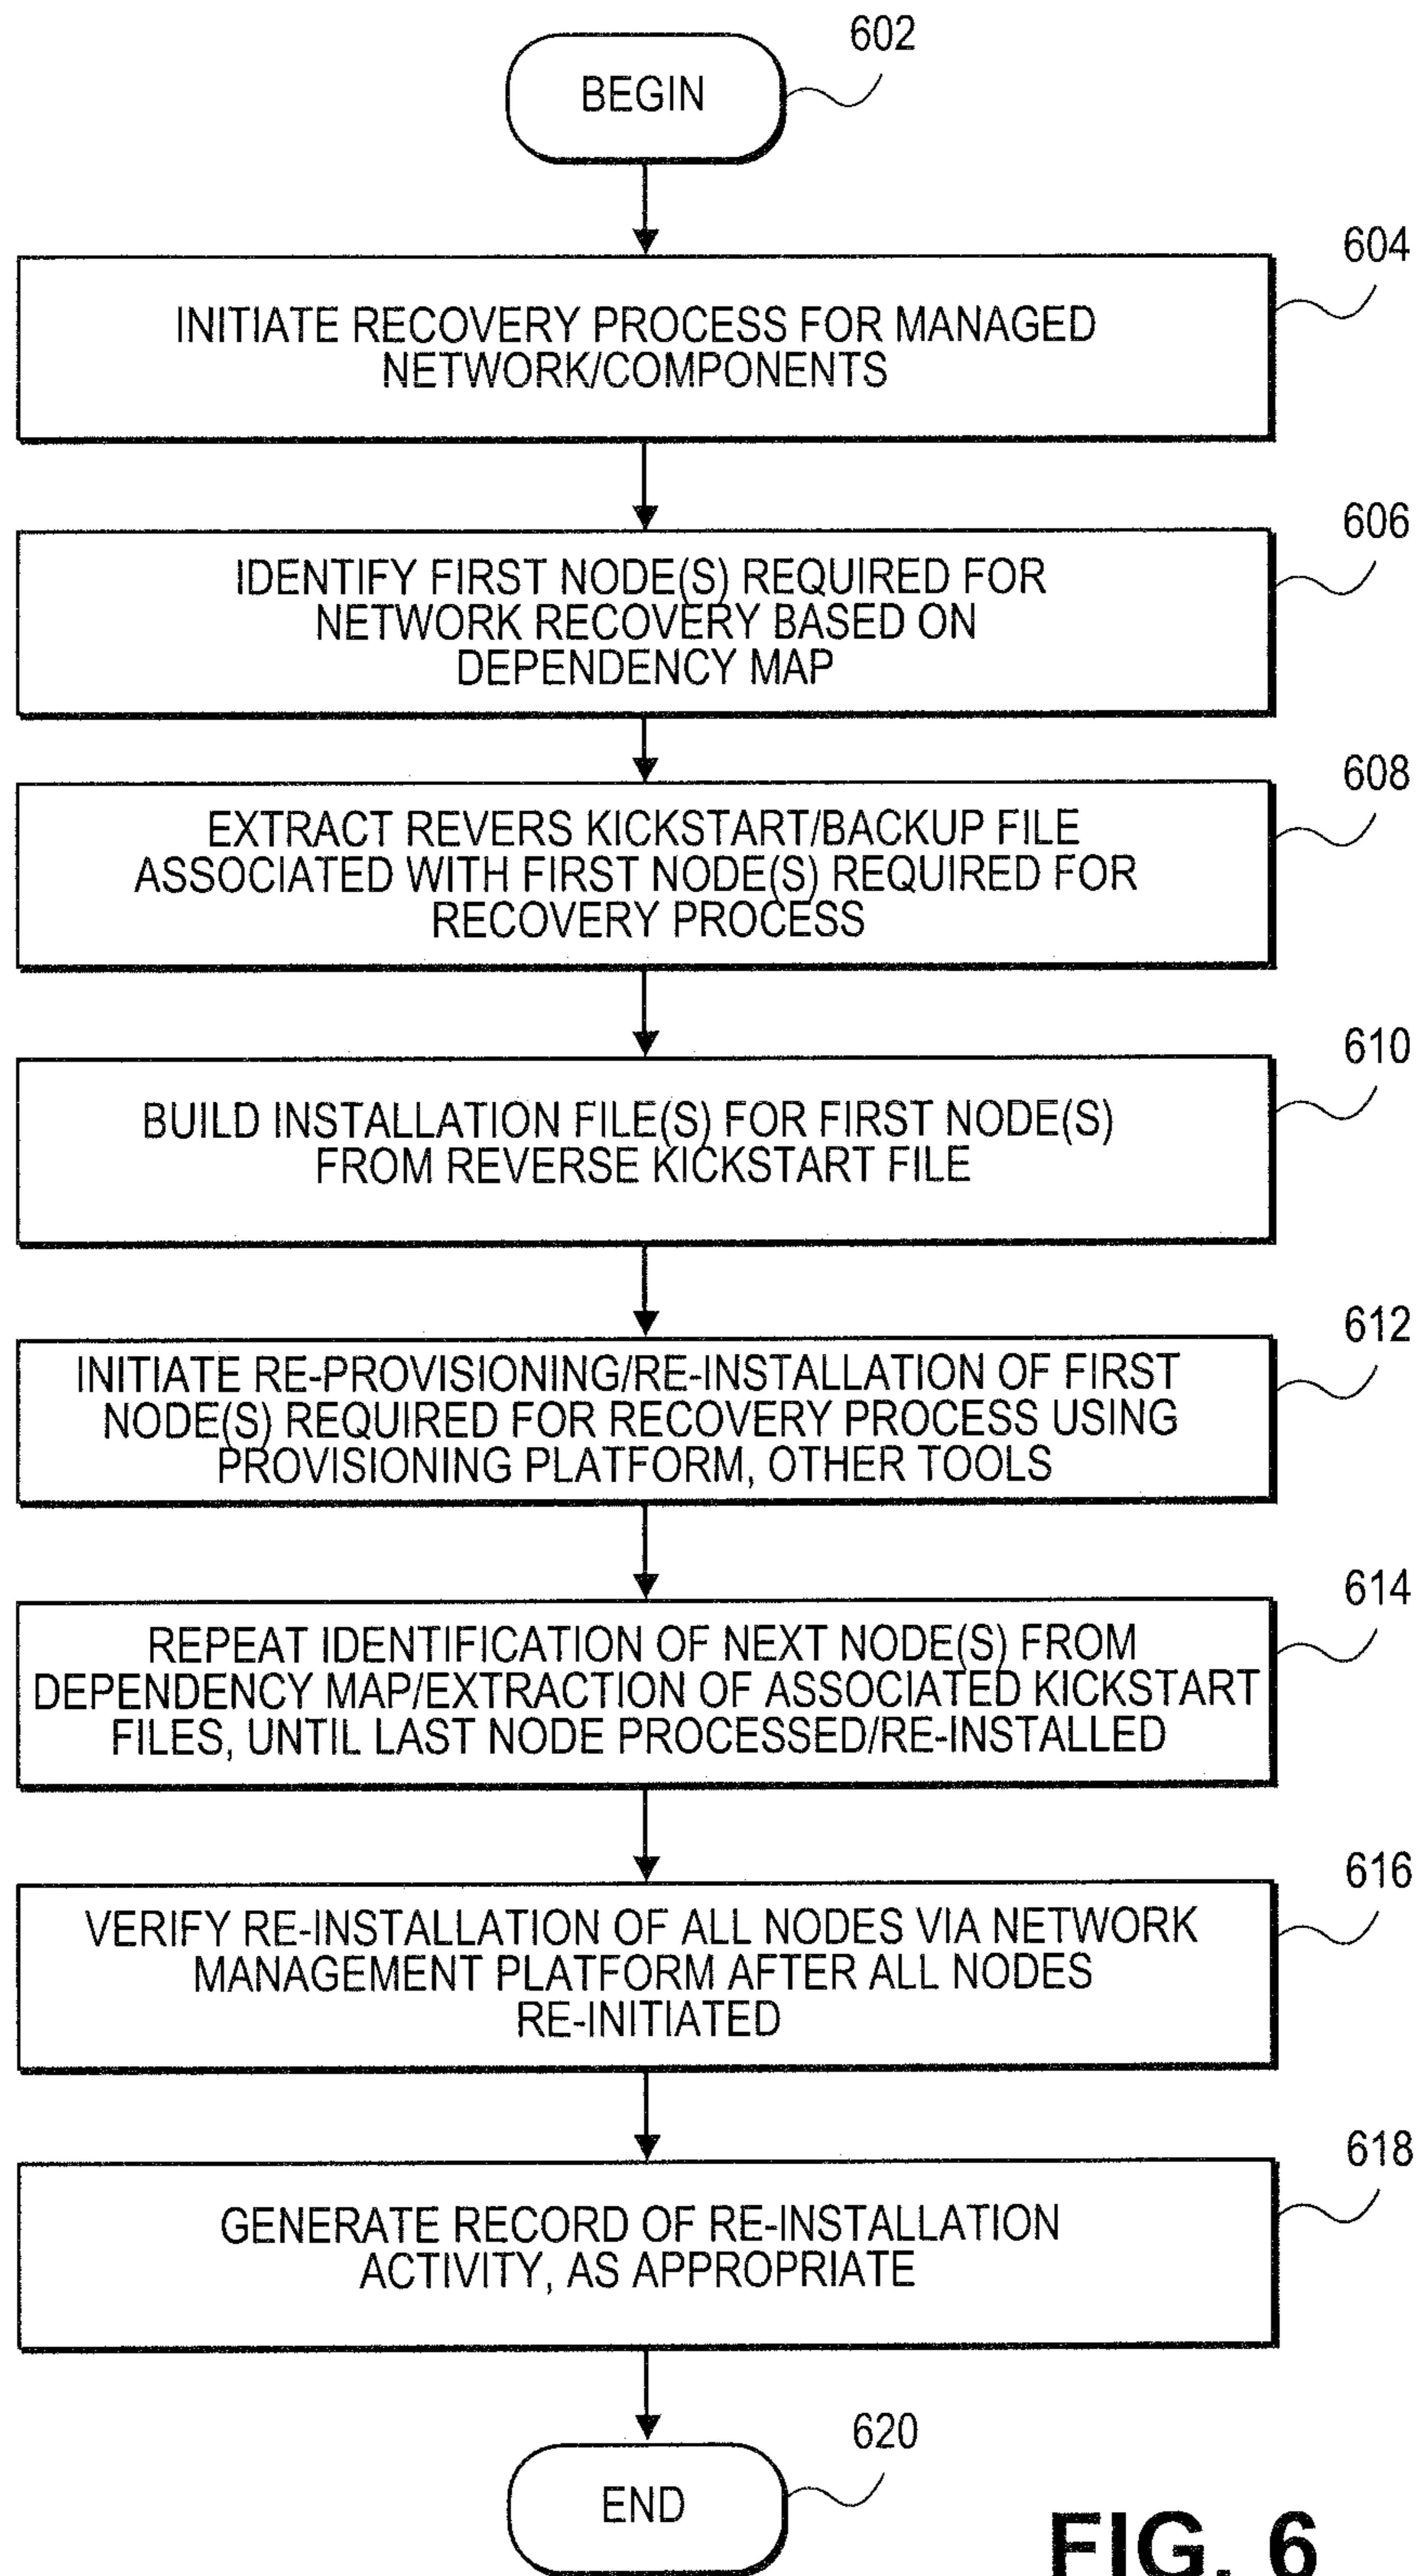 602
BEGIN
604
INITIATE RECOVERY PROCESS FOR MANAGED
NETWORK/COMPONENTS
606
IDENTIFY FIRST NODE(S) REQUIRED FOR
NETWORK RECOVERY BASED ON
DEPENDENCY MAP
608
EXTRACT REVERS KICKSTART/BACKUP FILE
ASSOCIATED WITH FIRST NODE(S) REQUIRED FOR
RECOVERY PROCESS
610
BUILD INSTALLATION FILE(S) FOR FIRST NODE(S)
FROM REVERSE KICKSTART FILE
612
INITIATE RE-PROVISIONING/RE-INSTALLATION OF FIRST
NODE(S) REQUIRED FOR RECOVERY PROCESS USING
PROVISIONING PLATFORM, OTHER TOOLS
614
REPEAT IDENTIFICATION OF NEXT NODE(S) FROM
DEPENDENCY MAP/EXTRACTION OF ASSOCIATED KICKSTART
FILES, UNTIL LAST NODE PROCESSED/RE-INSTALLED
616
VERIFY RE-INSTALLATION OF ALL NODES VIA NETWORK
MANAGEMENT PLATFORM AFTER ALL NODES
RE-INITIATED
618
GENERATE RECORD OF RE-INSTALLATION
ACTIVITY, AS APPROPRIATE
620
END
FIG. 6